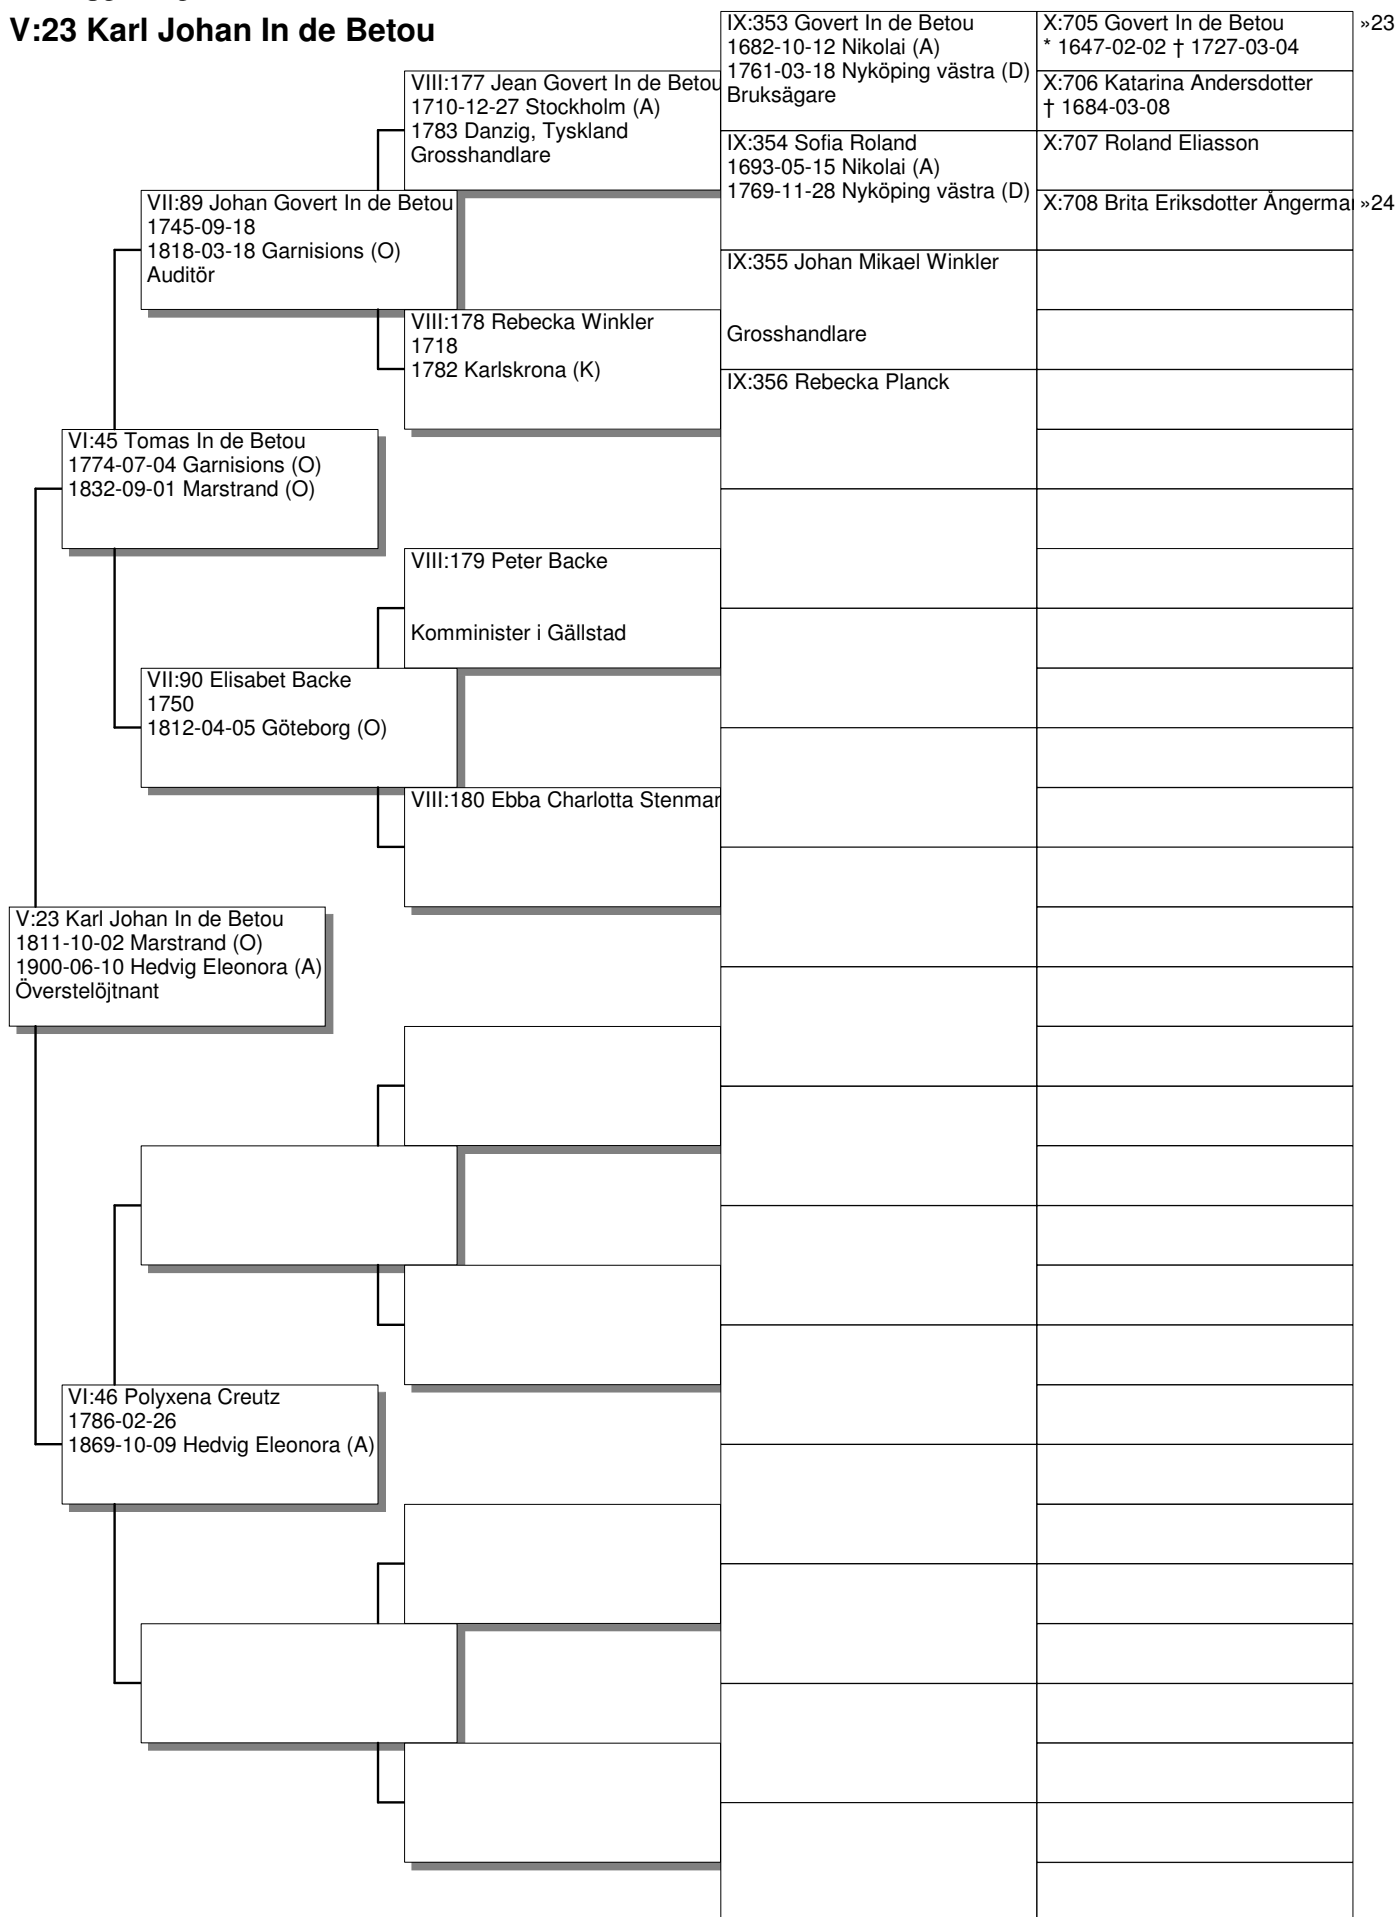 V:23 Karl Johan In de Betou
IX:353 Govert In de Betou
1682-10-12 Nikolai (A)
1761-03-18 Nyköping västra (D)
Bruksägare
X:705 Govert In de Betou
* 1647-02-02 † 1727-03-04
»23
X:706 Katarina Andersdotter
† 1684-03-08
VIII:177 Jean Govert In de Betou
1710-12-27 Stockholm (A)
1783 Danzig, Tyskland
Grosshandlare
IX:354 Sofia Roland
1693-05-15 Nikolai (A)
1769-11-28 Nyköping västra (D)
X:707 Roland Eliasson
X:708 Brita Eriksdotter Ångerma
»24
VII:89 Johan Govert In de Betou
1745-09-18
1818-03-18 Garnisions (O)
Auditör
IX:355 Johan Mikael Winkler
Grosshandlare
VIII:178 Rebecka Winkler
1718
1782 Karlskrona (K)
IX:356 Rebecka Planck
VI:45 Tomas In de Betou
1774-07-04 Garnisions (O)
1832-09-01 Marstrand (O)
VIII:179 Peter Backe
Komminister i Gällstad
VII:90 Elisabet Backe
1750
1812-04-05 Göteborg (O)
VIII:180 Ebba Charlotta Stenmar
V:23 Karl Johan In de Betou
1811-10-02 Marstrand (O)
1900-06-10 Hedvig Eleonora (A)
Överstelöjtnant
VI:46 Polyxena Creutz
1786-02-26
1869-10-09 Hedvig Eleonora (A)